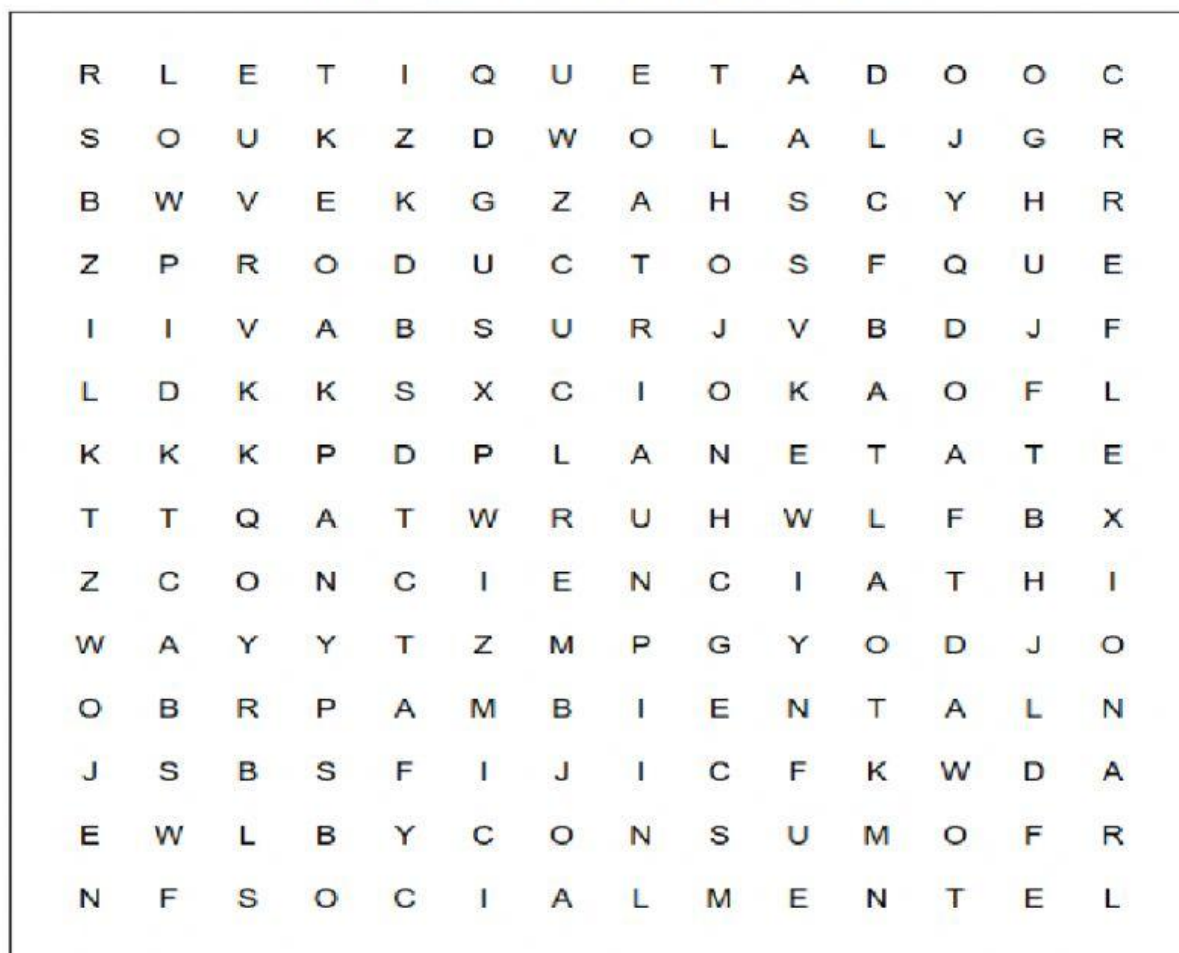 R L E T I Q U E T A D O O C
S O U K Z D W O L A L J G R
B W V E K G Z A H S C Y H R
Z P R O D U C T O S F Q U E
I I V A B S U R J V B D J F
L D K K S X C I O K A O F L
K K K P D P L A N E T A T E
T T Q A T W R U H W L F B X
Z C O N C I E N C I A T H I
W A Y Y T Z M P G Y O D J O
O B R P A M B I E N T A L N
J S B S F I J I C F K W D A
E W L B Y C O N S U M O F R
N F S O C I A L M E N T E L